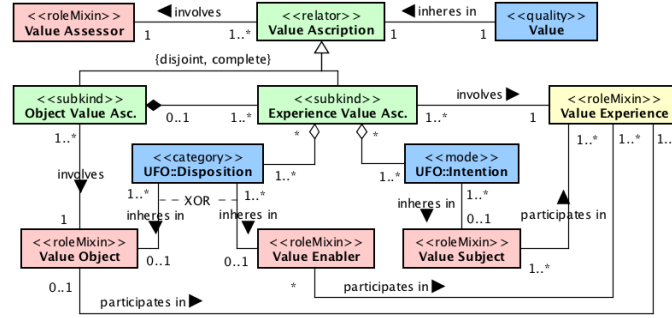 <<roleMixin>>
Value Assessor
◀ involves
1
1..*
<<relator>>
Value Ascription
◀ inheres in
1
1
<<quality>>
Value
{disjoint, complete}
<<subkind>>
Object Value Asc.
0..1
1..*
<<subkind>>
Experience Value Asc.
involves ▶
1..*
1
<<roleMixin>>
Value Experience
1..*
*
*
1..*
1..*
1..*
1..*
1..
<<category>>
UFO::Disposition
<<mode>>
UFO::Intention
involves
1..*
XOR
1..*
1..*
inheres in
inheres in
inheres in
participates in
1
0..1
0..1
0..1
1..*
<<roleMixin>>
Value Object
<<roleMixin>>
Value Enabler
<<roleMixin>>
Value Subject
0..1
*
participates in ▶
participates in ▶